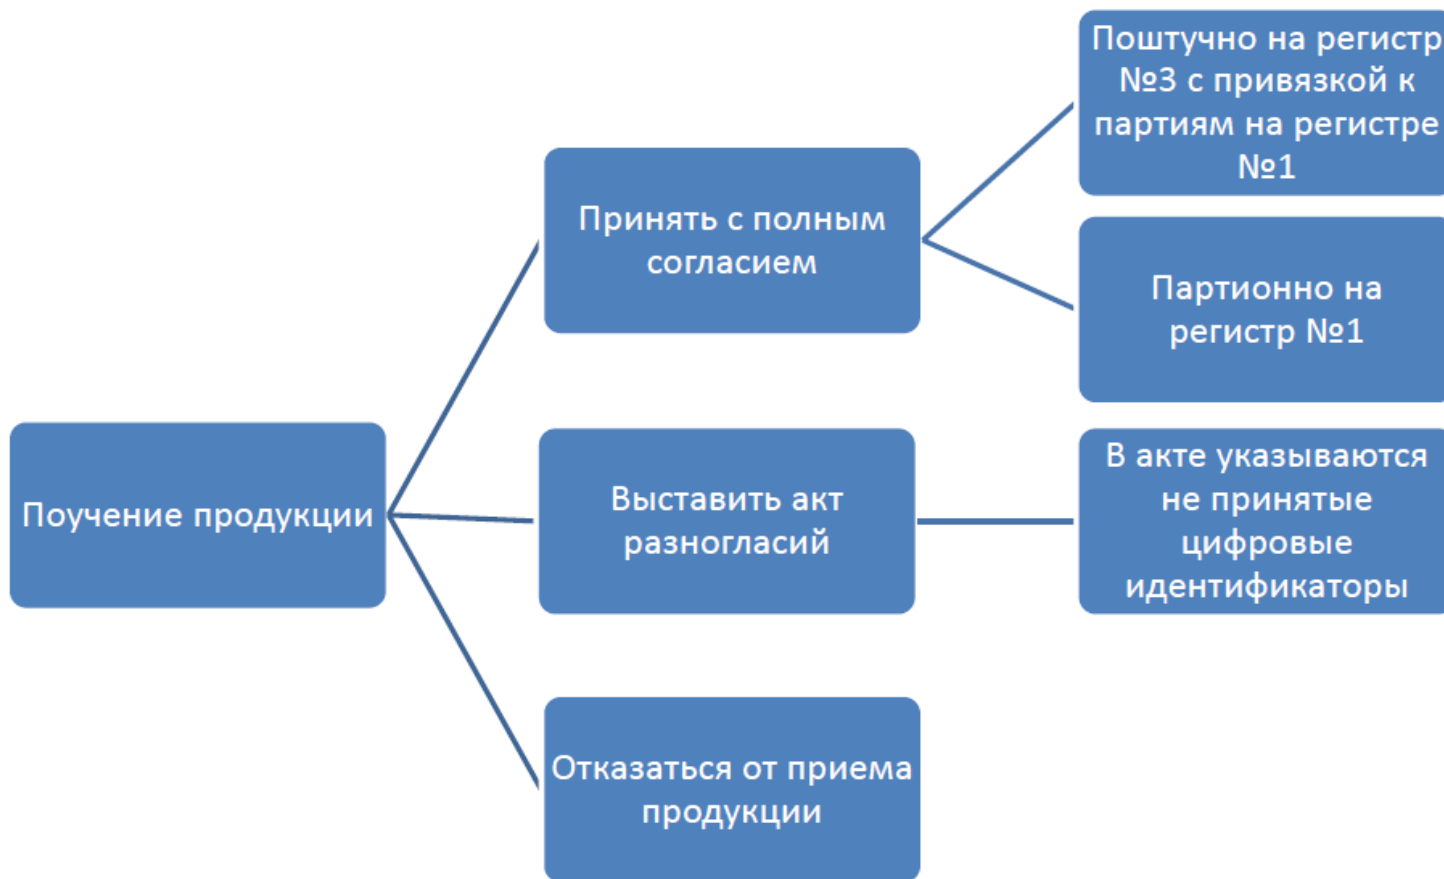 Поштучно на регистр
№3 с привязкой к
партиям на регистре
№1
Принять с полным
согласием
Партионно на
регистр №1
Поучение продукции
Выставить акт
разногласий
В акте указываются
не принятые
цифровые
идентификаторы
Отказаться от приема
продукции